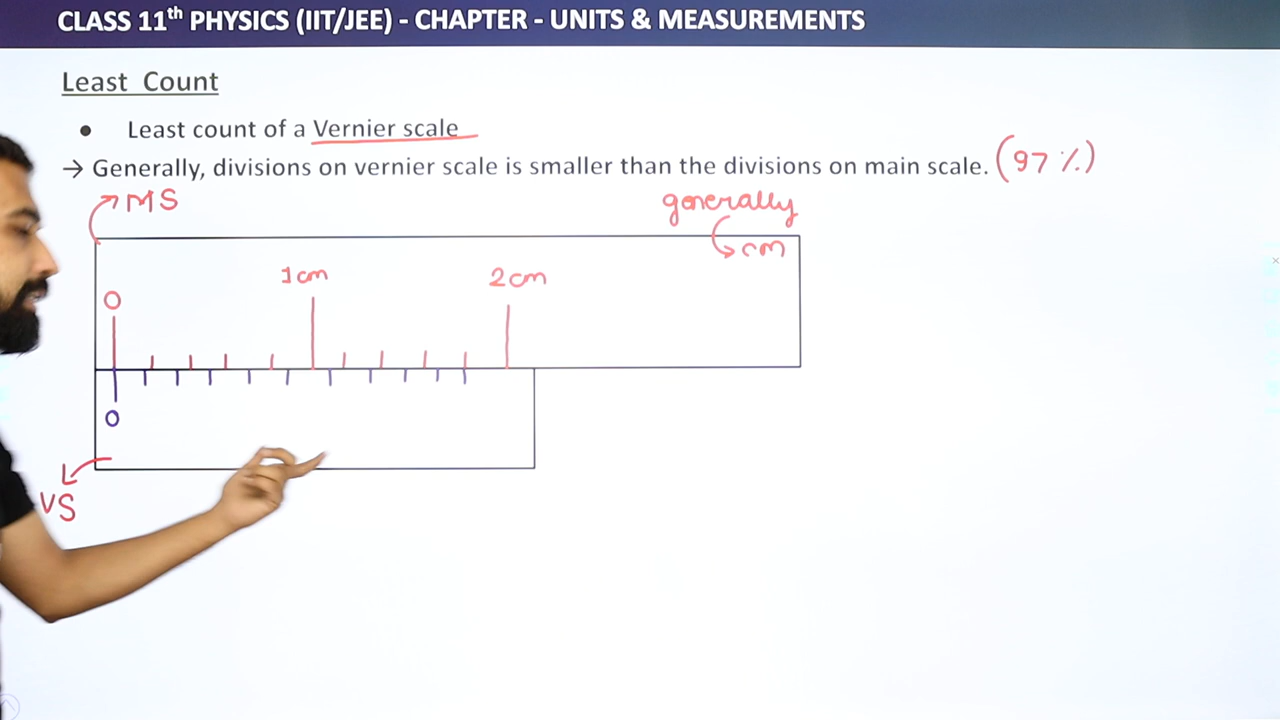 CLASS 11th PHYSICS (IIT/JEE) - CHAPTER - UNITS & MEASUREMENTS
Least Count
● Least count of a Vernier scale
→ Generally, divisions on vernier scale is smaller than the divisions on main scale. (97 %)
MS
generally
cm
1cm
2cm
0
0
VS